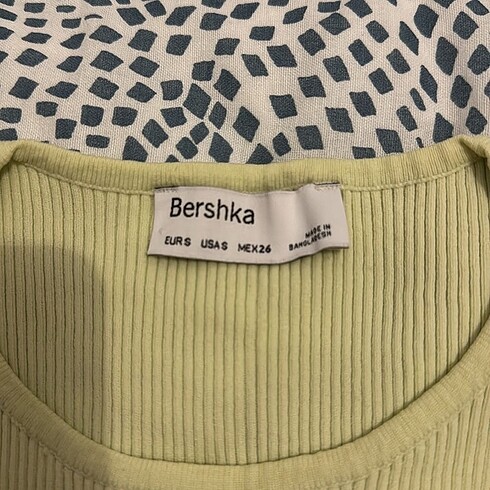 Bershka
EUR S USA S MEX 26
MADE IN
BANGLADESH